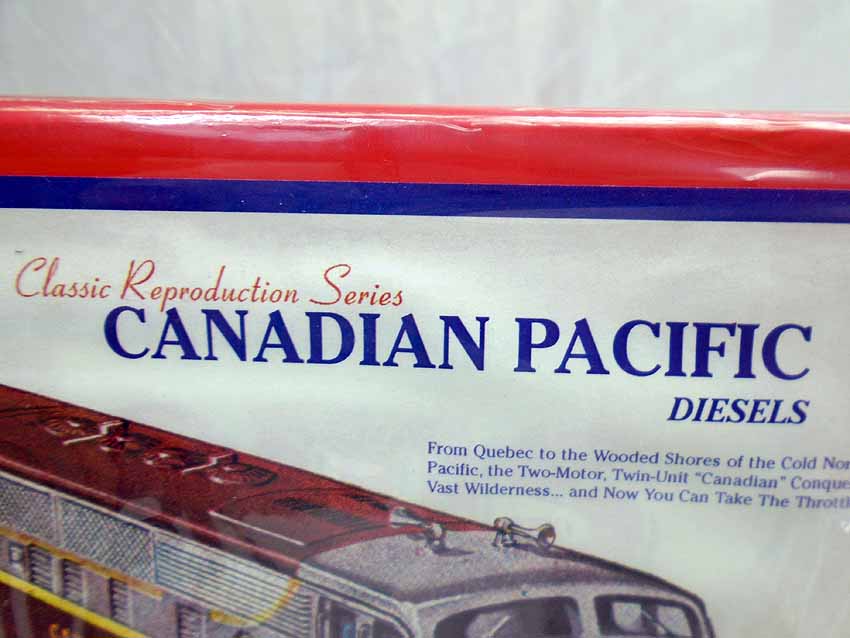 Classic Reproduction Series
CANADIAN PACIFIC
DIESELS
From Quebec to the Wooded Shores of the Cold
Pacific, the Two-Motor, Twin-Unit "Canadian"
Vast Wilderness... and Now You Can Take The